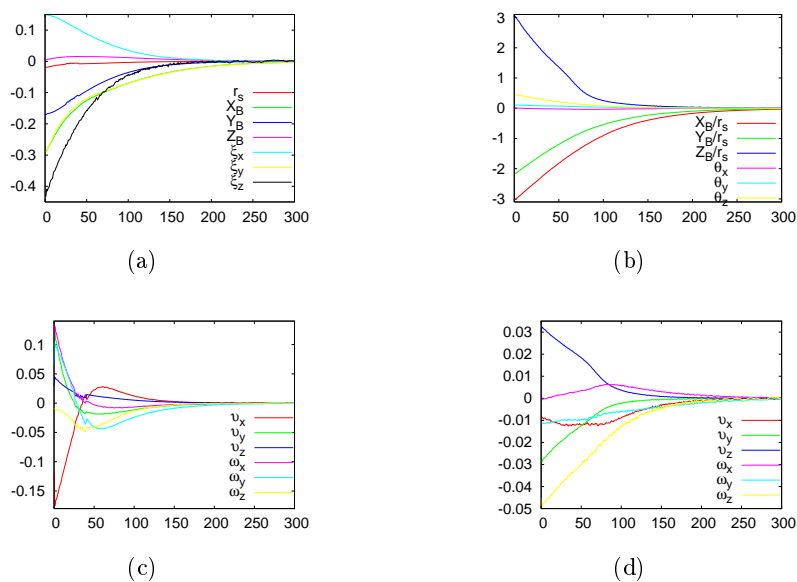 0.1
0
-0.1
-0.2
-0.3
-0.4
0 50 100 150 200 250 300
r_s
X_B
Y_B
Z_B
ξ_x
ξ_y
ξ_z
(a)
3
2
1
0
-1
-2
-3
0 50 100 150 200 250 300
X_B/r_s
Y_B/r_s
Z_B/r_s
θ_x
θ_y
θ_z
(b)
0.1
0.05
0
-0.05
-0.1
-0.15
0 50 100 150 200 250 300
υ_x
υ_y
υ_z
ω_x
ω_y
ω_z
(c)
0.03
0.02
0.01
0
-0.01
-0.02
-0.03
-0.04
-0.05
0 50 100 150 200 250 300
υ_x
υ_y
υ_z
ω_x
ω_y
ω_z
(d)